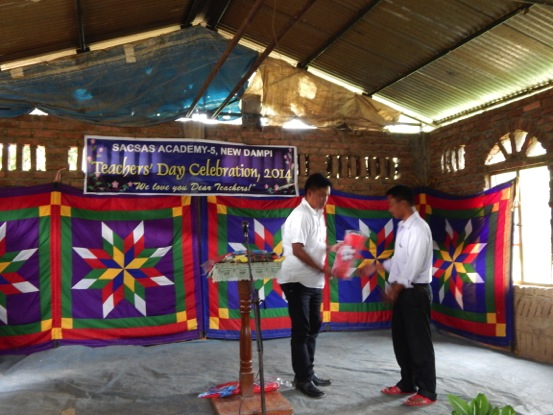 SACSAS ACADEMY-5, NEW DAMPI
Teachers' Day Celebration, 2014
"We love you Dear Teachers!"